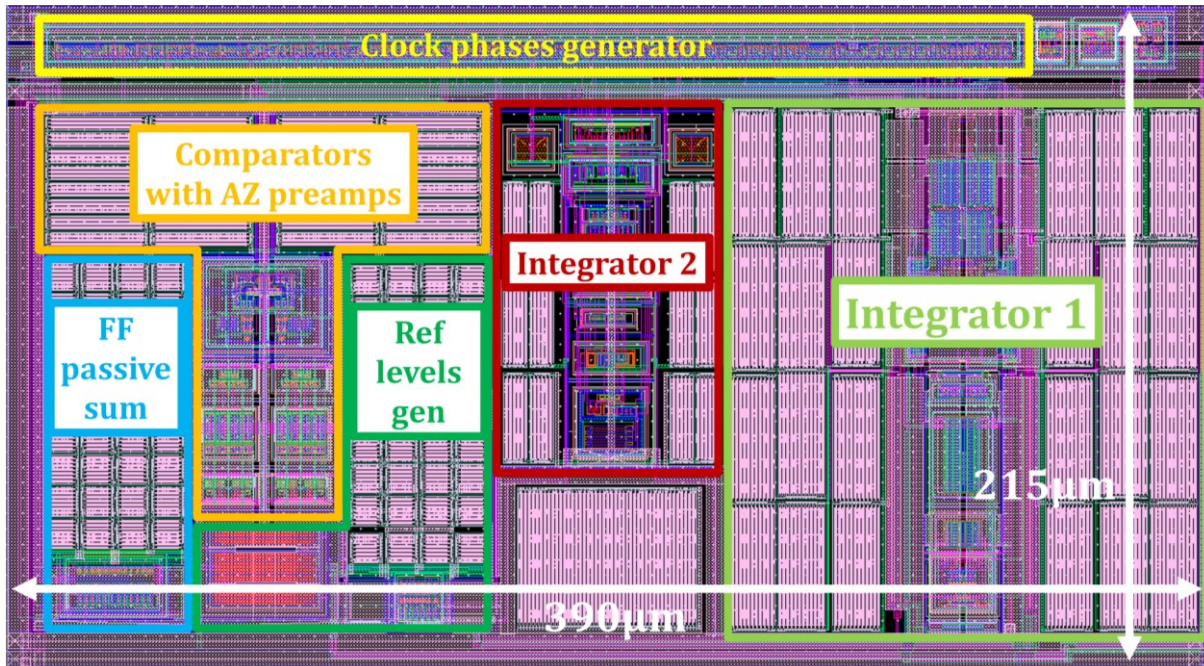 Clock phases generator
Comparators
with AZ preamps
Integrator 2
Integrator 1
FF
passive
sum
Ref
levels
gen
215μm
390μm